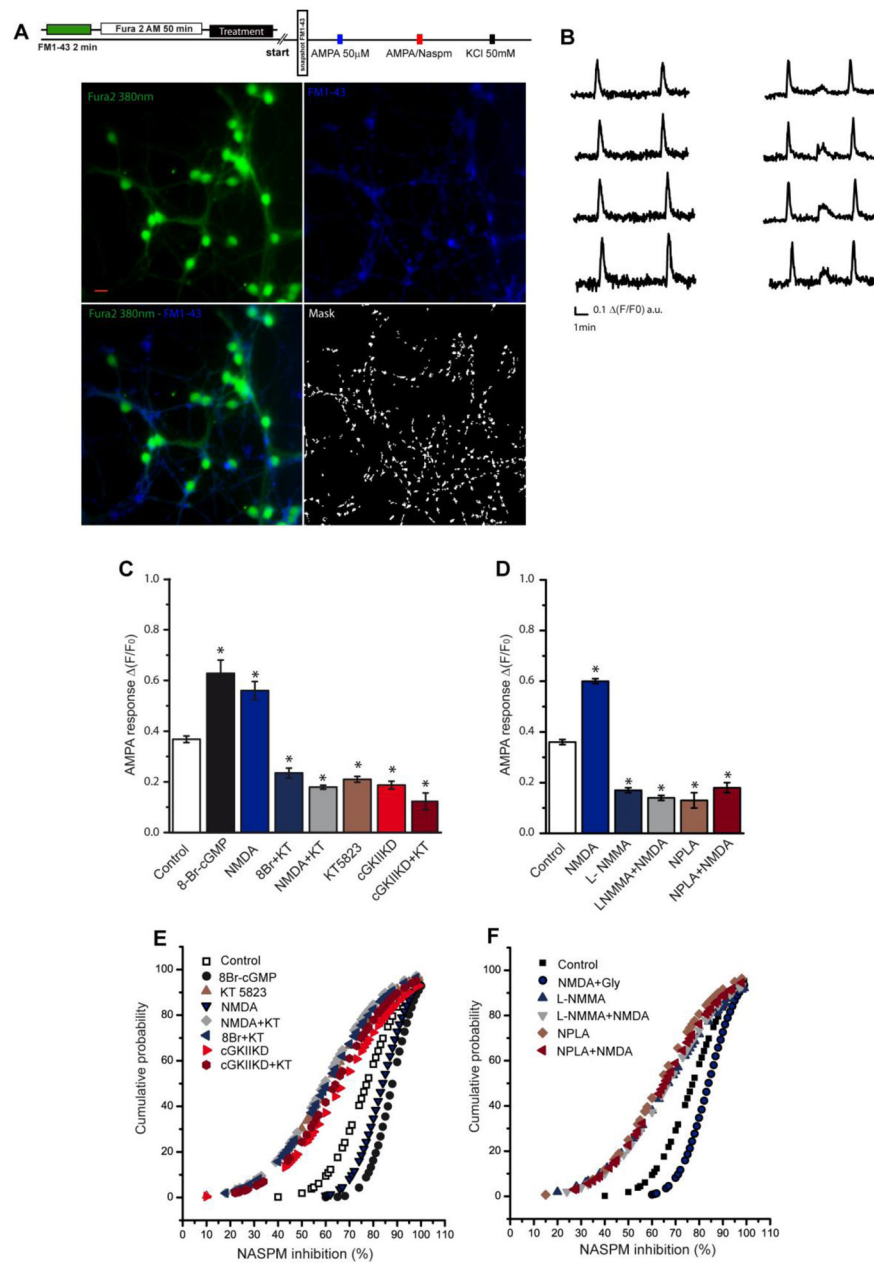 A
Fura 2 AM 50 min
Treatment
FM1-43 2 min
start
snapshot FM1-43
AMPA 50μM
AMPA/Naspm
KCl 50mM
Fura2 380nm
FM1-43
Fura2 380nm - FM1-43
Mask
B
0.1 Δ(F/F0) a.u.
1min
C
AMPA response Δ(F/F0)
1.0
0.8
0.6
0.4
0.2
0.0
*
*
*
*
*
*
*
Control
8-Br-cGMP
NMDA
8Br+KT
NMDA+KT
KT5823
cGKIIKD
cGKIIKD+KT
D
AMPA response Δ(F/F0)
1.0
0.8
0.6
0.4
0.2
0.0
*
*
*
*
*
Control
NMDA
L- NMMA
LNMMA+NMDA
NPLA
NPLA+NMDA
E
Control
8Br-cGMP
KT 5823
NMDA
NMDA+KT
8Br+KT
cGKIIKD
cGKIIKD+KT
Cumulative probability
100
80
60
40
20
0
0 10 20 30 40 50 60 70 80 90 100 110
NASPM inhibition (%)
F
Control
NMDA+Gly
L-NMMA
L-NMMA+NMDA
NPLA
NPLA+NMDA
Cumulative probability
100
80
60
40
20
0
0 10 20 30 40 50 60 70 80 90 100 110
NASPM inhibition (%)